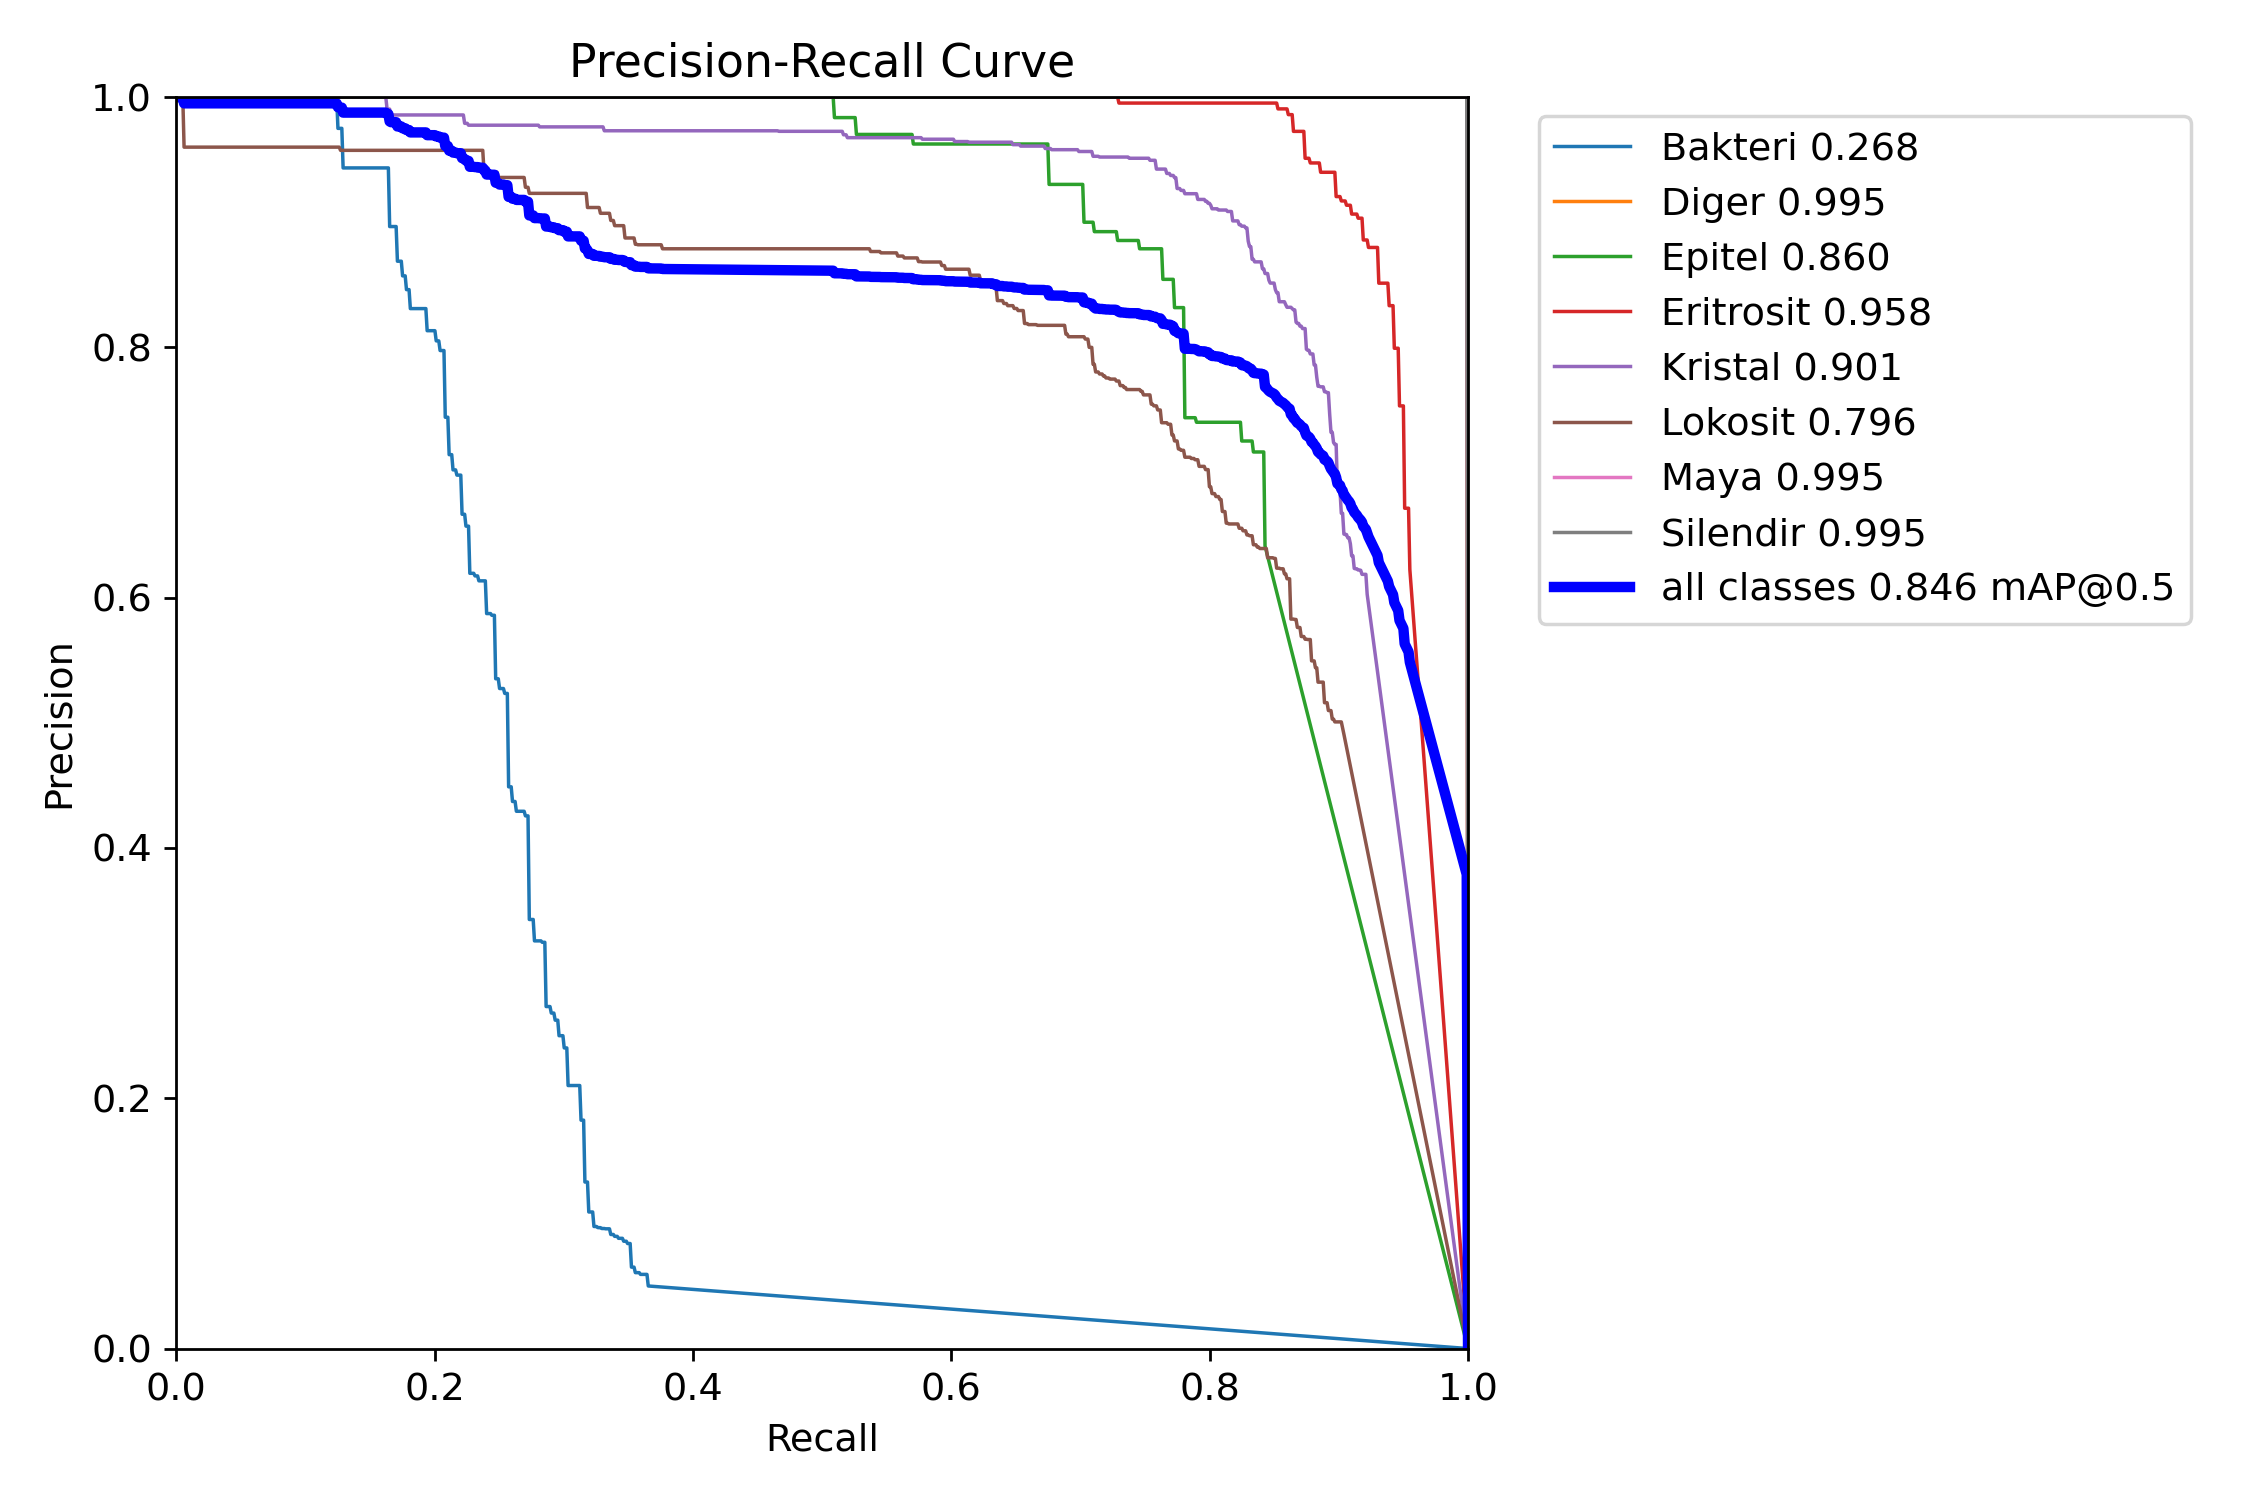 Precision-Recall Curve
1.0
0.8
0.6
0.4
0.2
0.0
Precision
0.0 0.2 0.4 0.6 0.8 1.0
Recall
Bakteri 0.268
Diger 0.995
Epitel 0.860
Eritrosit 0.958
Kristal 0.901
Lokosit 0.796
Maya 0.995
Silendir 0.995
all classes 0.846 mAP@0.5